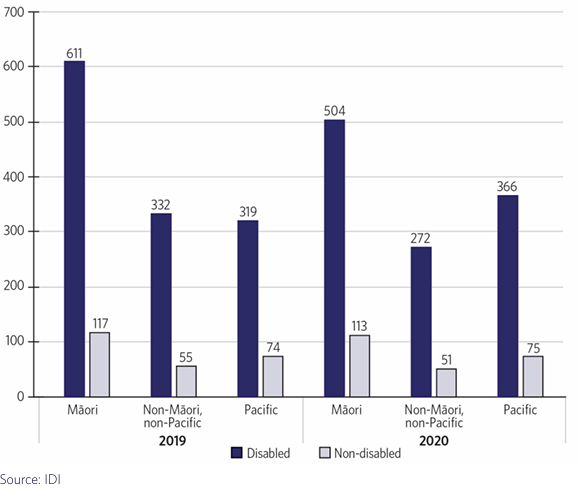 700
600
500
400
300
200
100
0
611
117
332
55
319
74
504
113
272
51
366
75
Māori
Non-Māori,
non-Pacific
Pacific
Māori
Non-Māori,
non-Pacific
Pacific
2019
2020
Disabled
Non-disabled
Source: IDI